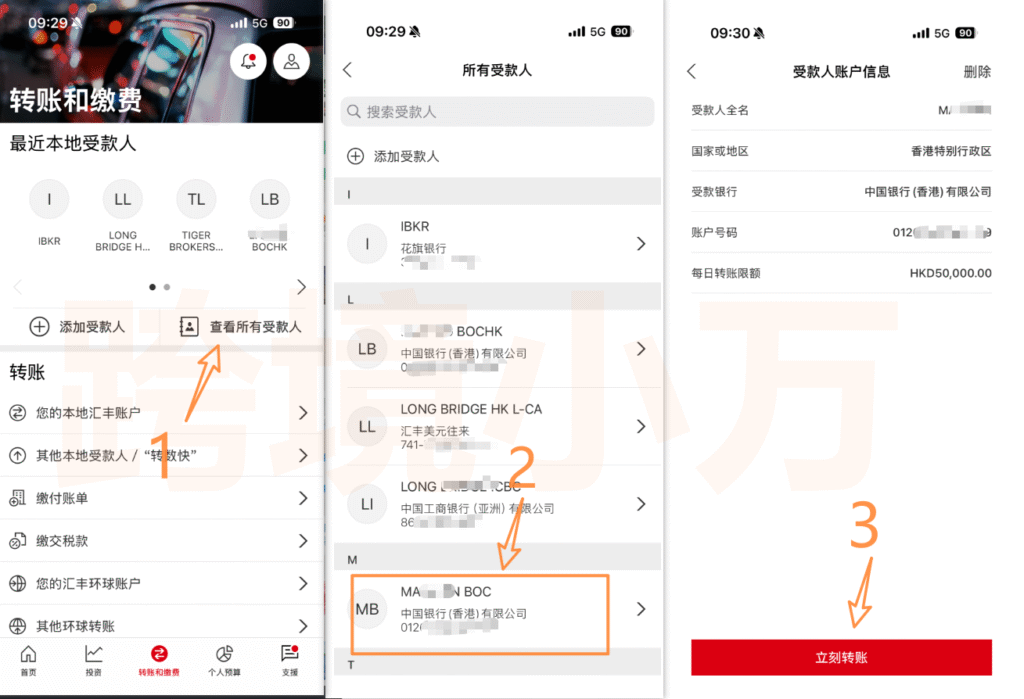 09:29
5G 90
转账和缴费
最近本地受款人
I
LL
TL
LB
IBKR
LONG
BRIDGE H...
TIGER
BROKERS...
BOCHK
添加受款人
查看所有受款人
1
转账
您的本地汇丰账户
其他本地受款人 / “转数快”
缴付账单
缴交税款
您的汇丰环球账户
其他环球转账
首页
投资
转账和缴费
个人预算
支援
09:29
5G 90
所有受款人
搜索受款人
添加受款人
I
I
IBKR
花旗银行
L
LB
BOCHK
中国银行(香港)有限公司
0
LL
LONG BRIDGE HK L-CA
汇丰美元往来
741-
LI
LONG
中国工商银行 (亚洲) 有限公司
86
2
M
MB
MA N BOC
中国银行(香港)有限公司
012
T
09:30
5G 90
受款人账户信息
删除
受款人全名
MA
国家或地区
香港特别行政区
受款银行
中国银行(香港)有限公司
账户号码
012 9
每日转账限额
HKD50,000.00
3
立刻转账
跨境小万